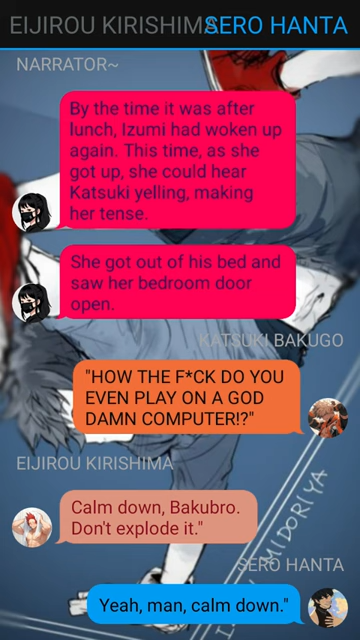 EIJIROU KIRISHIMA SERO HANTA
NARRATOR~
By the time it was after
lunch, Izumi had woken up
again. This time, as she
got up, she could hear
Katsuki yelling, making
her tense.
She got out of his bed and
saw her bedroom door
open.
KATSUKI BAKUGO
"HOW THE F*CK DO YOU
EVEN PLAY ON A GOD
DAMN COMPUTER!?"
EIJIROU KIRISHIMA
Calm down, Bakubro.
Don't explode it."
SERO HANTA
Yeah, man, calm down."
MIDORIYA